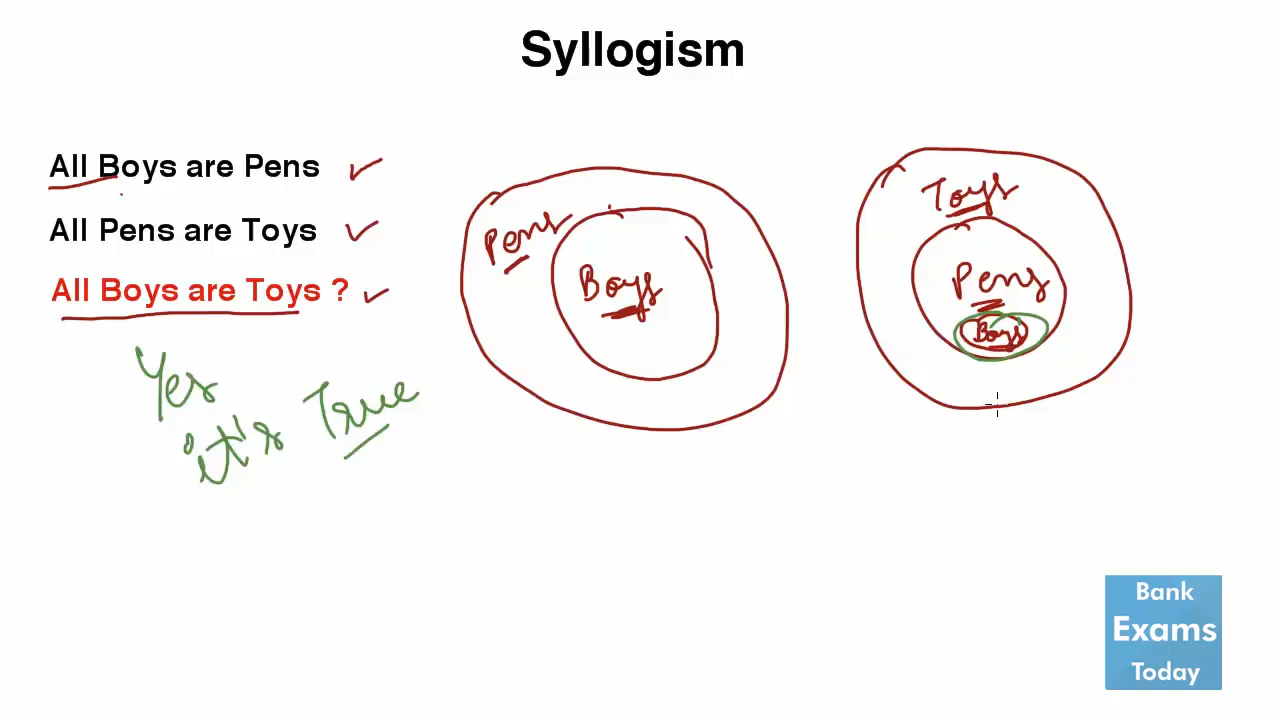 Syllogism
All Boys are Pens
All Pens are Toys
All Boys are Toys ?
Yes
it's True
Pens
Boys
Toys
Pens
Boys
Bank
Exams
Today